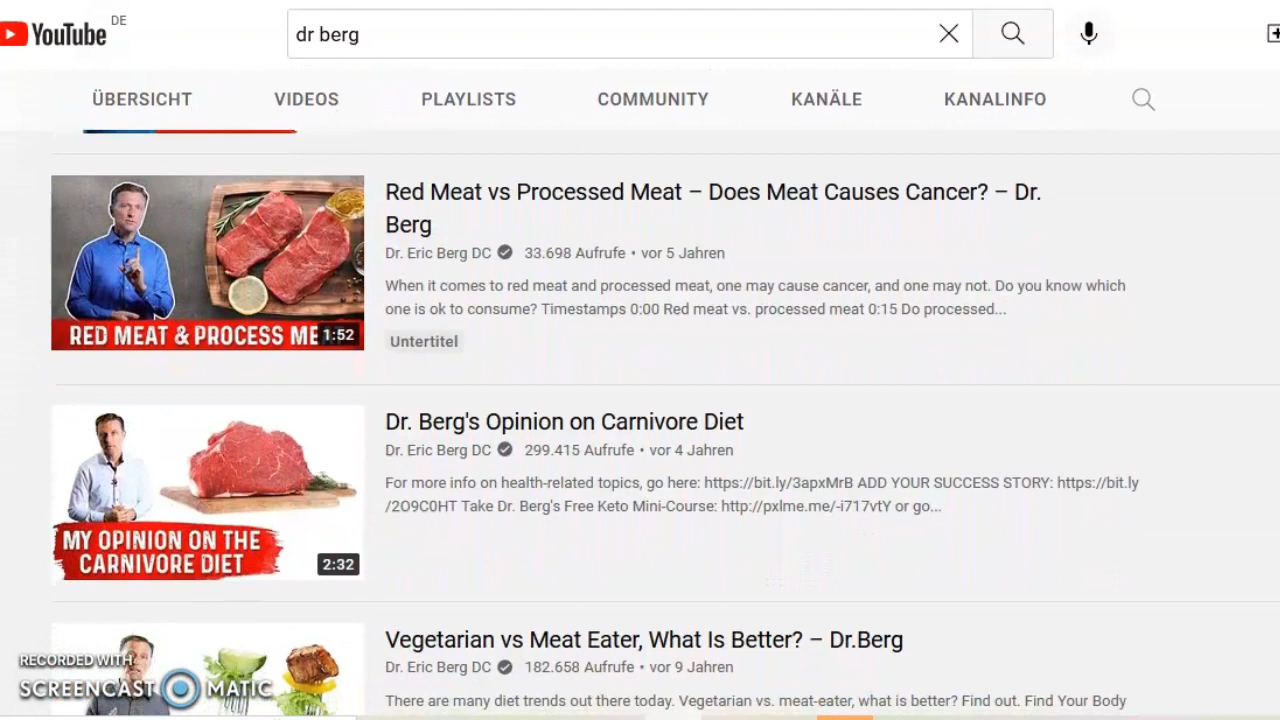 YouTube DE
dr berg
ÜBERSICHT VIDEOS PLAYLISTS COMMUNITY KANÄLE KANALINFO
RED MEAT & PROCESS ME
1:52
Red Meat vs Processed Meat – Does Meat Causes Cancer? – Dr.
Berg
Dr. Eric Berg DC 33.698 Aufrufe • vor 5 Jahren
When it comes to red meat and processed meat, one may cause cancer, and one may not. Do you know which
one is ok to consume? Timestamps 0:00 Red meat vs. processed meat 0:15 Do processed...
Untertitel
MY OPINION ON THE
CARNIVORE DIET
2:32
Dr. Berg's Opinion on Carnivore Diet
Dr. Eric Berg DC 299.415 Aufrufe • vor 4 Jahren
For more info on health-related topics, go here: https://bit.ly/3apxMrB ADD YOUR SUCCESS STORY: https://bit.ly
/2O9C0HT Take Dr. Berg's Free Keto Mini-Course: http://pxlme.me/-i717vtY or go...
Vegetarian vs Meat Eater, What Is Better? – Dr.Berg
Dr. Eric Berg DC 182.658 Aufrufe • vor 9 Jahren
There are many diet trends out there today. Vegetarian vs. meat-eater, what is better? Find out. Find Your Body
RECORDED WITH
SCREENCAST MATIC